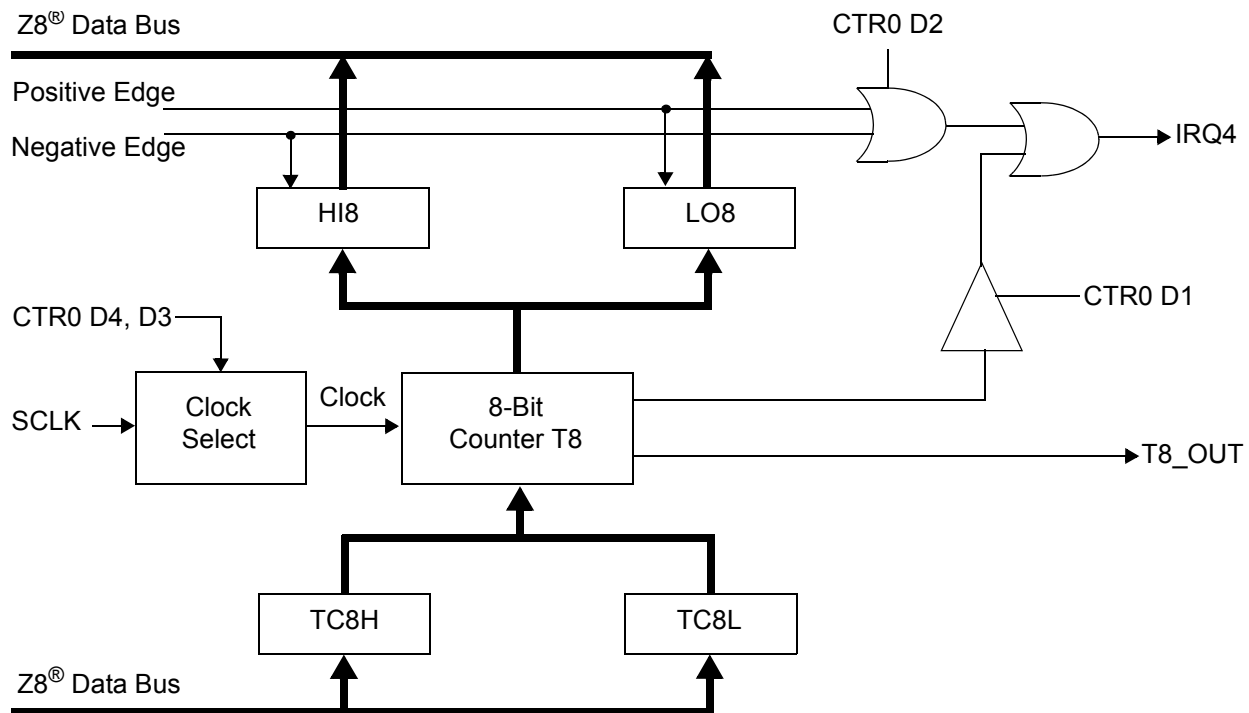 Z8® Data Bus
CTR0 D2
Positive Edge
Negative Edge
IRQ4
HI8
LO8
CTR0 D1
CTR0 D4, D3
SCLK
Clock
Select
Clock
8-Bit
Counter T8
T8_OUT
TC8H
TC8L
Z8® Data Bus